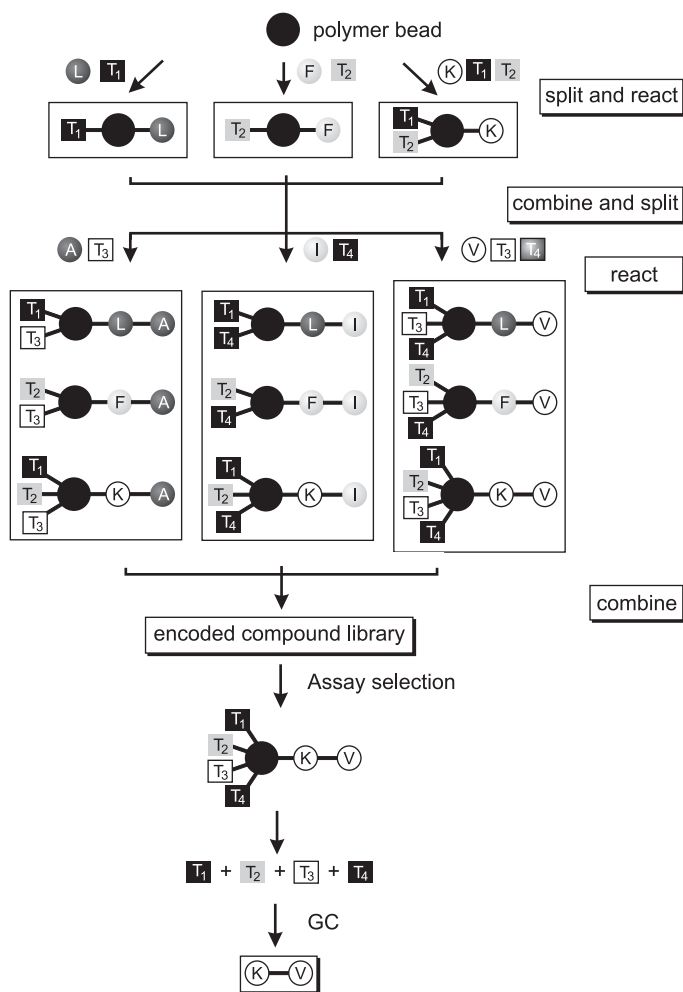 polymer bead
L T₁
F T₂
K T₁ T₂
split and react
T₁ L
T₂ F
T₁ T₂ K
combine and split
A T₃
I T₄
V T₃ T₄
react
T₁ T₃ L A
T₁ T₄ L I
T₁ T₃ T₄ L V
T₂ T₃ F A
T₂ T₄ F I
T₂ T₃ T₄ F V
T₁ T₂ T₃ K A
T₁ T₂ T₄ K I
T₁ T₂ T₃ T₄ K V
combine
encoded compound library
Assay selection
T₁ T₂ T₃ T₄ K V
T₁ + T₂ + T₃ + T₄
GC
K V